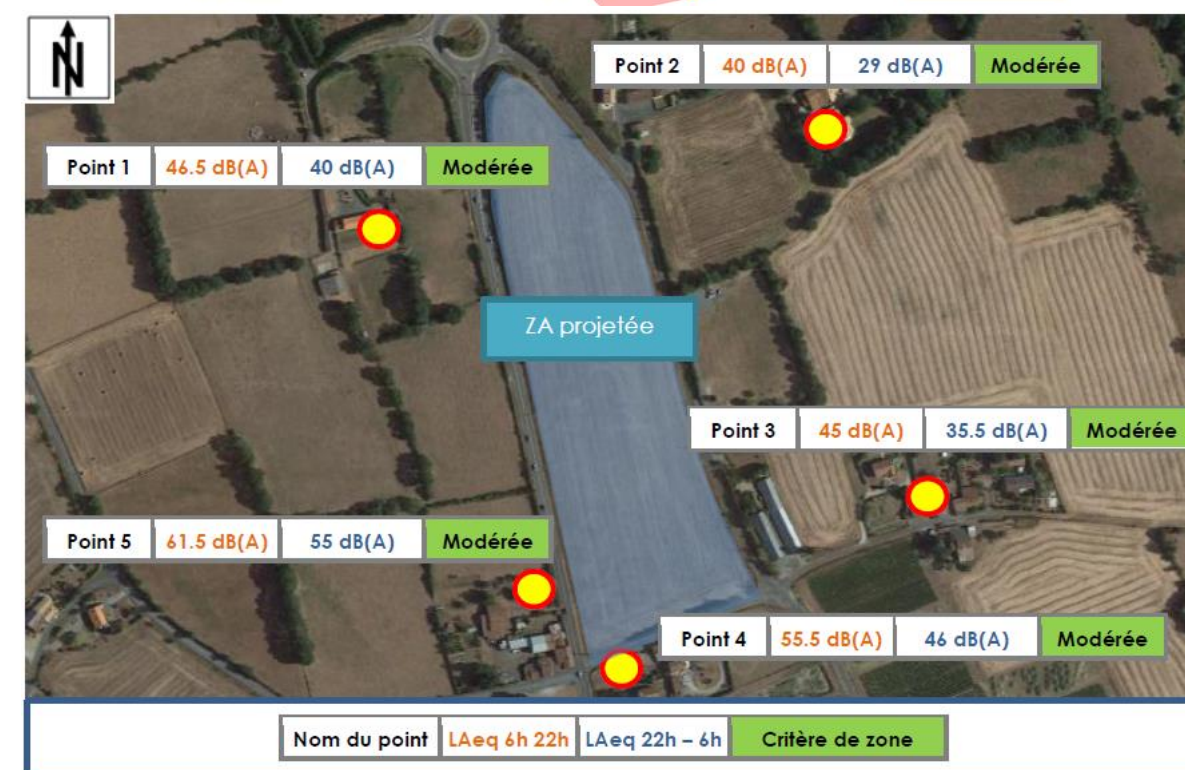 N
Point 2 40 dB(A) 29 dB(A) Modérée
Point 1 46.5 dB(A) 40 dB(A) Modérée
ZA projetée
Point 3 45 dB(A) 35.5 dB(A) Modérée
Point 5 61.5 dB(A) 55 dB(A) Modérée
Point 4 55.5 dB(A) 46 dB(A) Modérée
Nom du point LAeq 6h 22h LAeq 22h – 6h Critère de zone